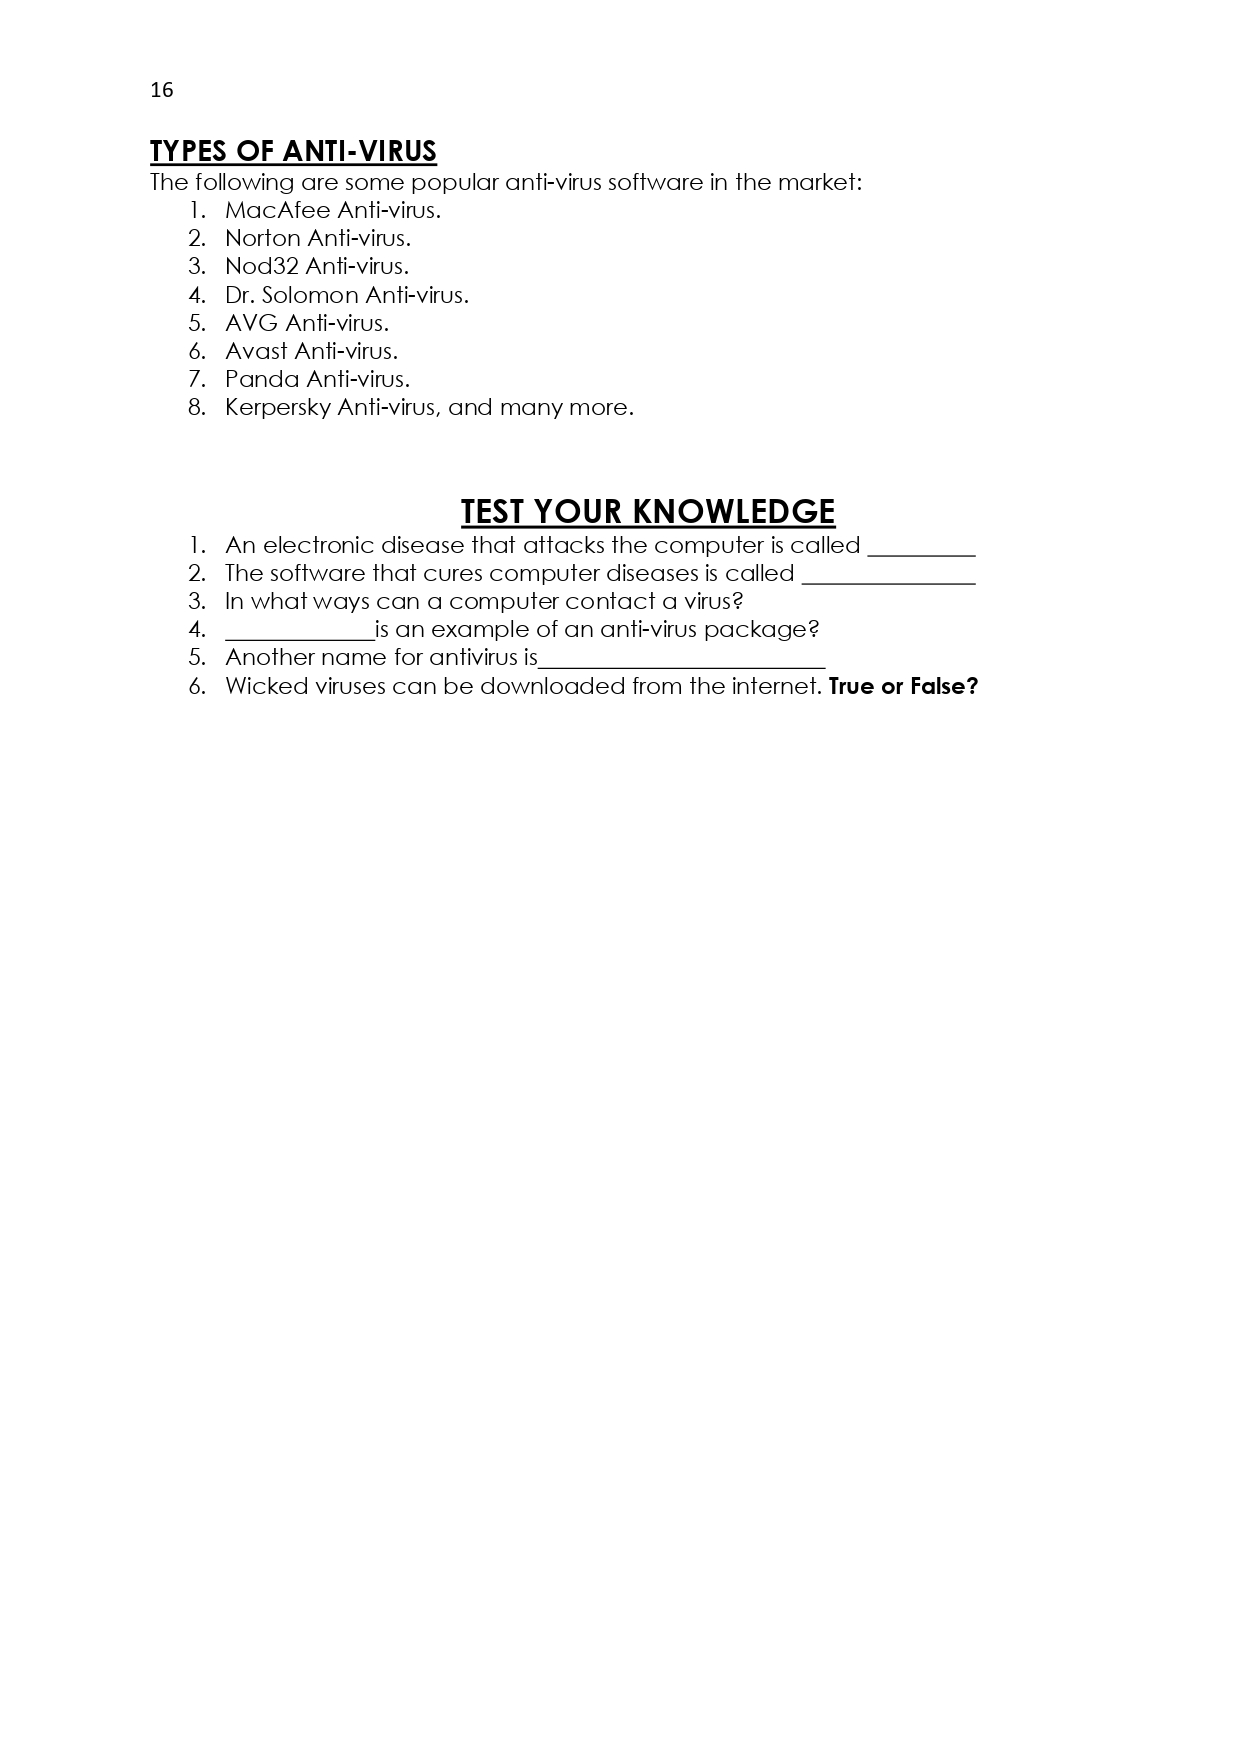 16
TYPES OF ANTI-VIRUS
The following are some popular anti-virus software in the market:
1. MacAfee Anti-virus.
2. Norton Anti-virus.
3. Nod32 Anti-virus.
4. Dr. Solomon Anti-virus.
5. AVG Anti-virus.
6. Avast Anti-virus.
7. Panda Anti-virus.
8. Kerpersky Anti-virus, and many more.
TEST YOUR KNOWLEDGE
1. An electronic disease that attacks the computer is called _________
2. The software that cures computer diseases is called _______________
3. In what ways can a computer contact a virus?
4. _____________is an example of an anti-virus package?
5. Another name for antivirus is_________________________
6. Wicked viruses can be downloaded from the internet. True or False?